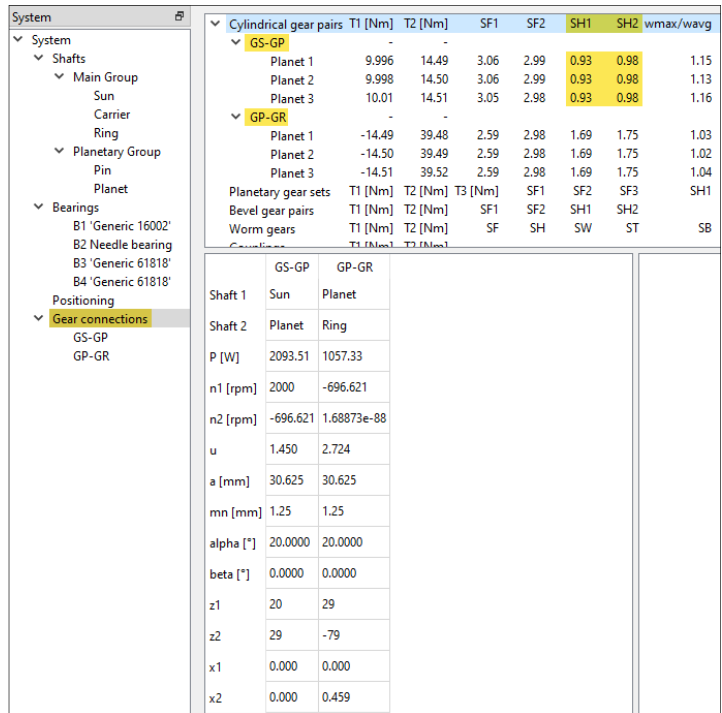 System
System
Shafts
Main Group
Sun
Carrier
Ring
Planetary Group
Pin
Planet
Bearings
B1 'Generic 16002'
B2 Needle bearing
B3 'Generic 61818'
B4 'Generic 61818'
Positioning
Gear connections
GS-GP
GP-GR
Cylindrical gear pairs T1 [Nm] T2 [Nm] SF1 SF2 SH1 SH2 wmax/wavg
GS-GP - -
Planet 1 9.996 14.49 3.06 2.99 0.93 0.98 1.15
Planet 2 9.998 14.50 3.06 2.99 0.93 0.98 1.13
Planet 3 10.01 14.51 3.05 2.98 0.93 0.98 1.16
GP-GR - -
Planet 1 -14.49 39.48 2.59 2.98 1.69 1.75 1.03
Planet 2 -14.50 39.49 2.59 2.98 1.69 1.75 1.02
Planet 3 -14.51 39.52 2.59 2.98 1.69 1.75 1.04
Planetary gear sets T1 [Nm] T2 [Nm] T3 [Nm] SF1 SF2 SF3 SH1
Bevel gear pairs T1 [Nm] T2 [Nm] SF1 SF2 SH1 SH2
Worm gears T1 [Nm] T2 [Nm] SF SH SW ST SB
Couplings T1 [Nm] T2 [Nm]
GS-GP GP-GR
Shaft 1 Sun Planet
Shaft 2 Planet Ring
P [W] 2093.51 1057.33
n1 [rpm] 2000 -696.621
n2 [rpm] -696.621 1.68873e-88
u 1.450 2.724
a [mm] 30.625 30.625
mn [mm] 1.25 1.25
alpha [°] 20.0000 20.0000
beta [°] 0.0000 0.0000
z1 20 29
z2 29 -79
x1 0.000 0.000
x2 0.000 0.459